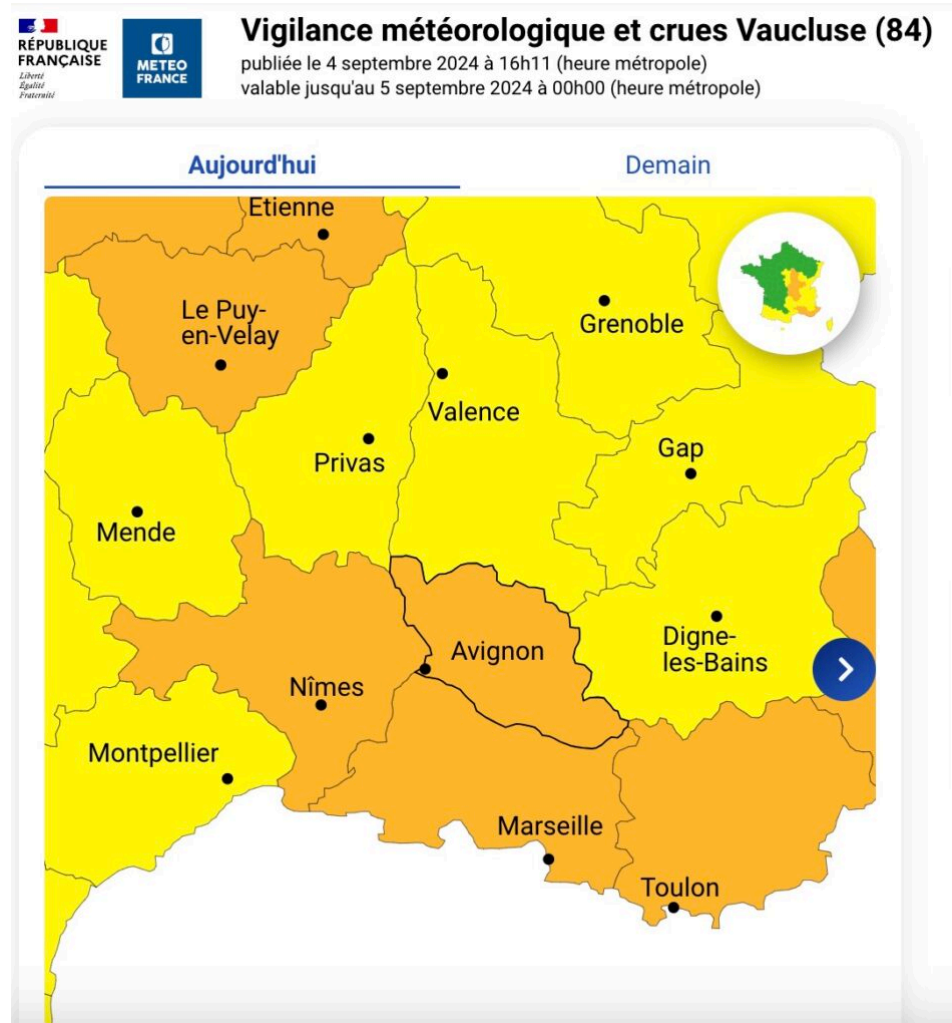 RÉPUBLIQUE
FRANÇAISE
Liberté
Égalité
Fraternité
METEO
FRANCE
Vigilance météorologique et crues Vaucluse (84)
publiée le 4 septembre 2024 à 16h11 (heure métropole)
valable jusqu'au 5 septembre 2024 à 00h00 (heure métropole)
Aujourd'hui
Demain
Etienne
Le Puy-
en-Velay
Grenoble
Valence
Privas
Gap
Mende
Avignon
Digne-
les-Bains
Nîmes
Montpellier
Marseille
Toulon